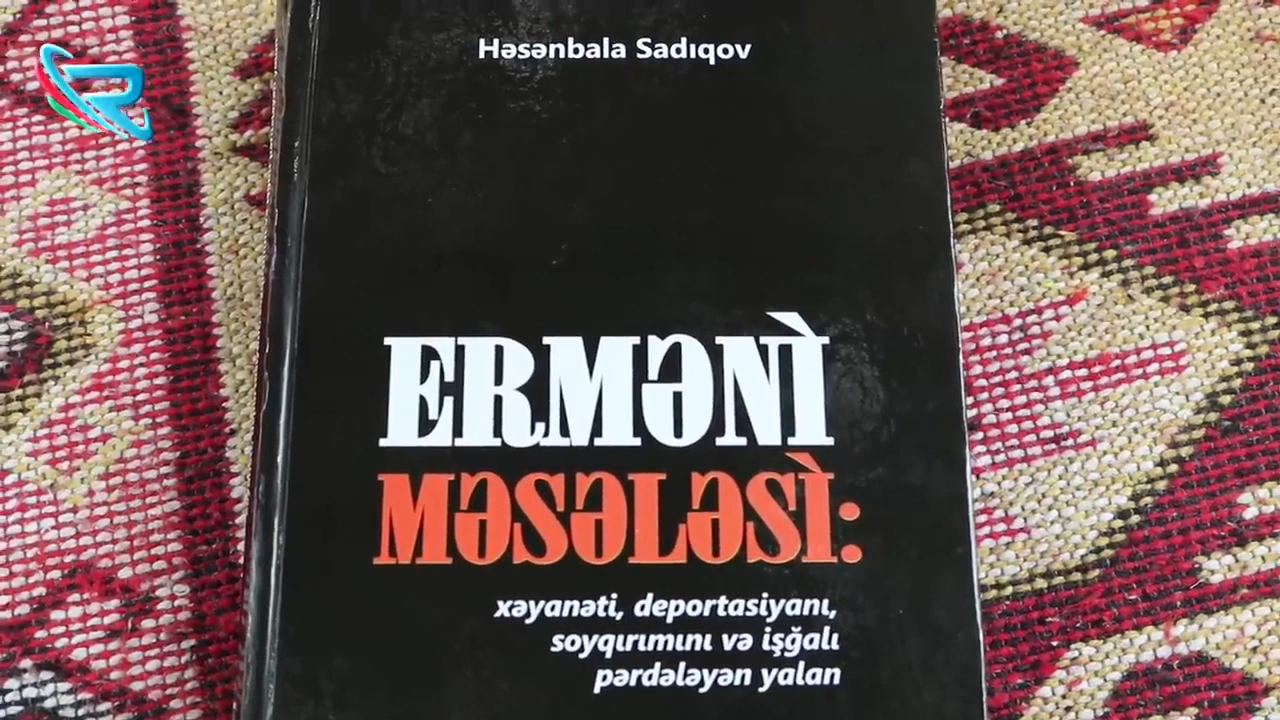 R
Həsənbala Sadıqov
ERMƏNİ
MƏSƏLƏSİ:
xəyanəti, deportasiyanı,
soyqırımını və işğalı
pərdələyən yalan